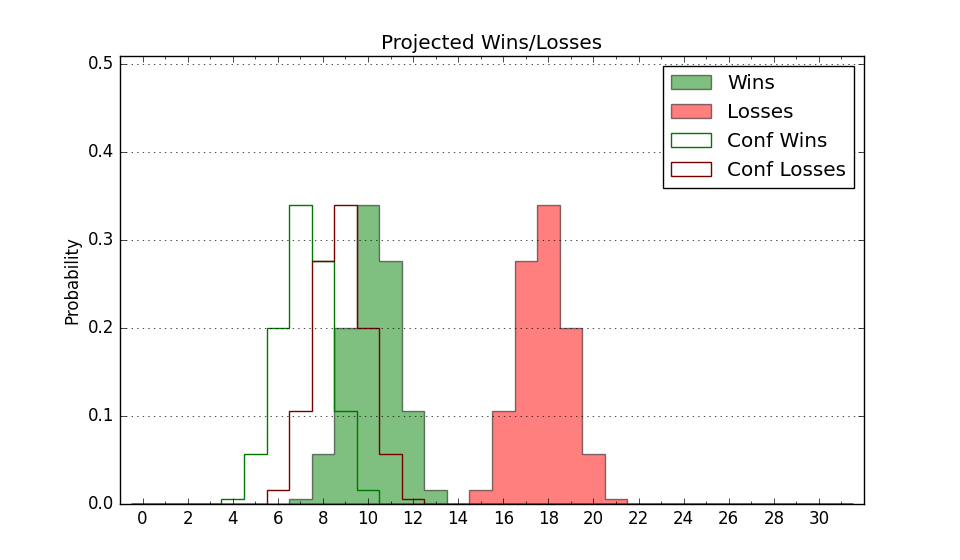 Projected Wins/Losses
0.5
0.4
0.3
0.2
0.1
0.0
Probability
Wins
Losses
Conf Wins
Conf Losses
0 2 4 6 8 10 12 14 16 18 20 22 24 26 28 30